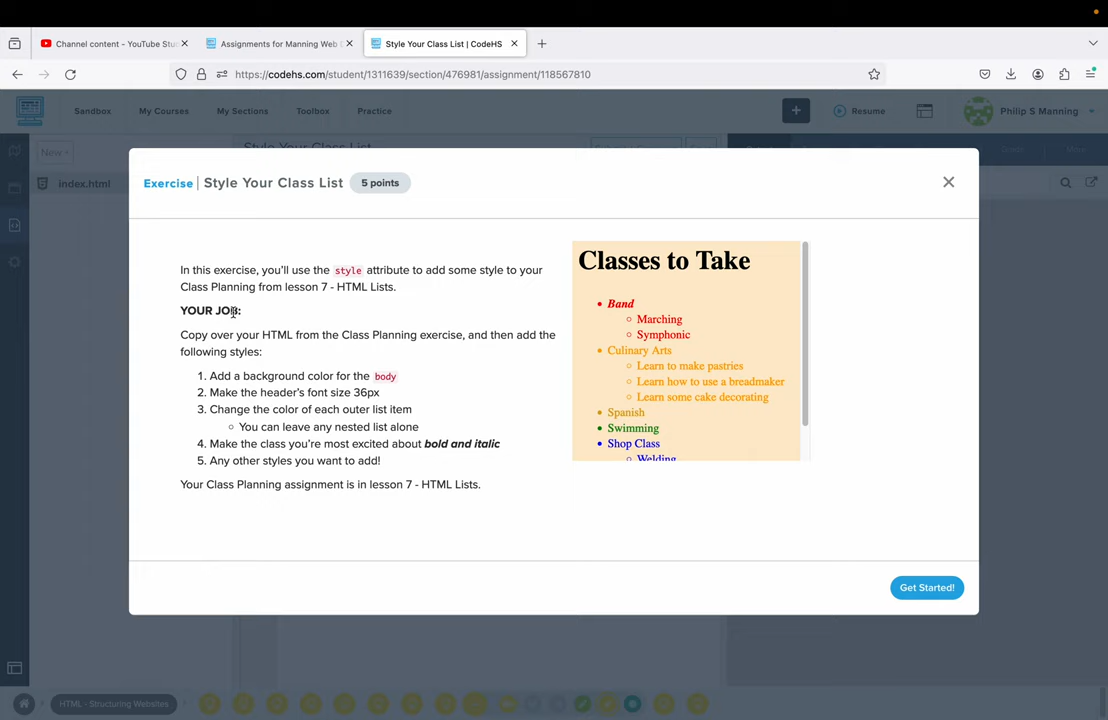 Channel content – YouTube Stu
Assignments for Manning Web
Style Your Class List | CodeHS
https://codehs.com/student/1311639/section/476981/assignment/118567810
Sandbox
My Courses
My Sections
Toolbox
Practice
+
Resume
Philip S Manning
New +
Style Your Class List
index.html
Exercise | Style Your Class List
5 points
In this exercise, you'll use the style attribute to add some style to your
Class Planning from lesson 7 - HTML Lists.
YOUR JOB:
Copy over your HTML from the Class Planning exercise, and then add the
following styles:
1. Add a background color for the body
2. Make the header's font size 36px
3. Change the color of each outer list item
You can leave any nested list alone
4. Make the class you're most excited about bold and italic
5. Any other styles you want to add!
Your Class Planning assignment is in lesson 7 - HTML Lists.
Classes to Take
Band
Marching
Symphonic
Culinary Arts
Learn to make pastries
Learn how to use a breadmaker
Learn some cake decorating
Spanish
Swimming
Shop Class
Welding
Get Started!
HTML - Structuring Websites